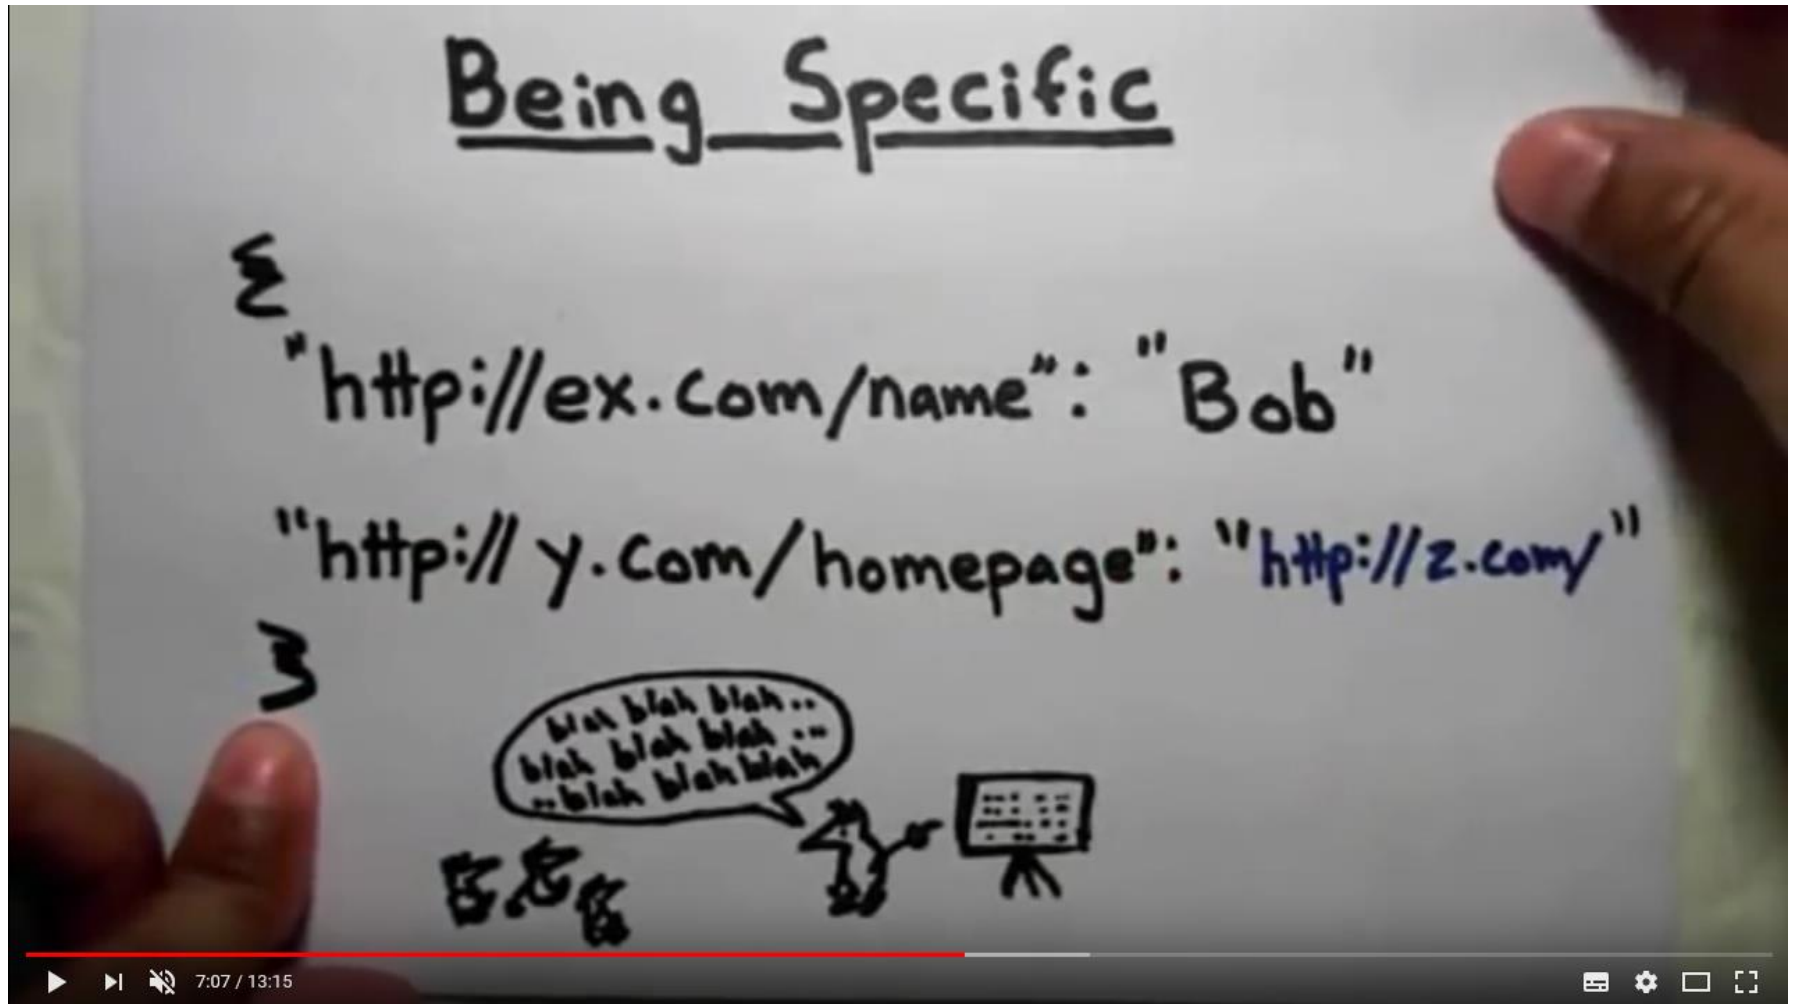 Being Specific
{
"http://ex.com/name": "Bob"
"http://y.com/homepage": "http://z.com/"
}
blah blah blah..
blah blah blah ...
..blah blah blah
7:07 / 13:15